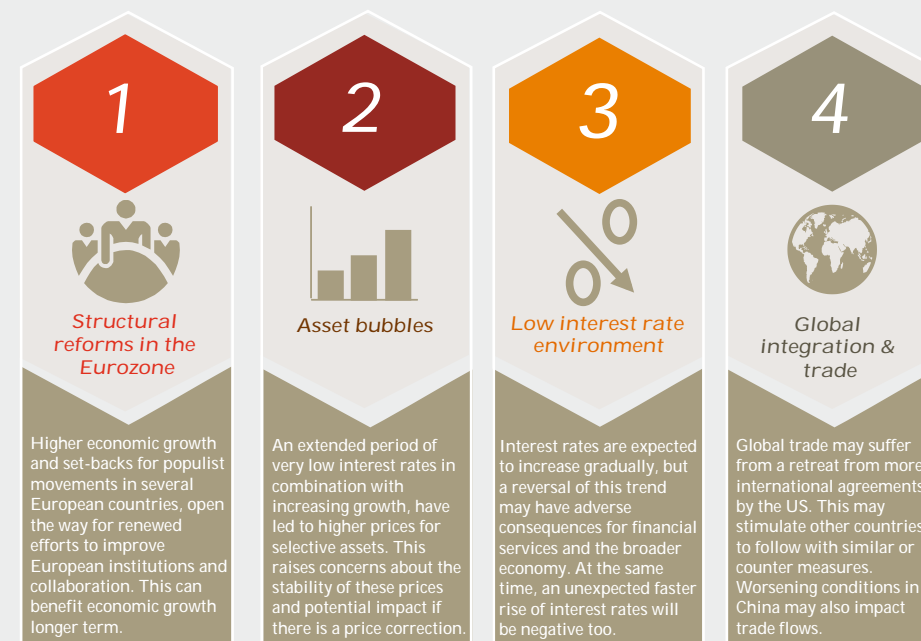 1
Structural
reforms in the
Eurozone
Higher economic growth
and set-backs for populist
movements in several
European countries, open
the way for renewed
efforts to improve
European institutions and
collaboration. This can
benefit economic growth
longer term.
2
Asset bubbles
An extended period of
very low interest rates in
combination with
increasing growth, have
led to higher prices for
selective assets. This
raises concerns about the
stability of these prices
and potential impact if
there is a price correction.
3
Low interest rate
environment
Interest rates are expected
to increase gradually, but
a reversal of this trend
may have adverse
consequences for financial
services and the broader
economy. At the same
time, an unexpected faster
rise of interest rates will
be negative too.
4
Global
integration &
trade
Global trade may suffer
from a retreat from more
international agreements
by the US. This may
stimulate other countries
to follow with similar or
counter measures.
Worsening conditions in
China may also impact
trade flows.